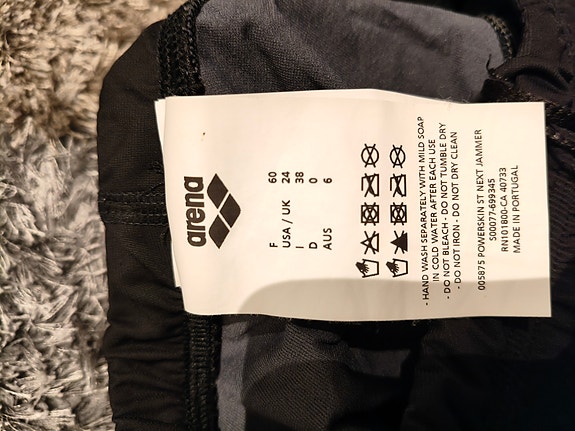 arena
F 60
USA / UK 24
I 38
D 0
AUS 6
- HAND WASH SEPARATELY WITH MILD SOAP
IN COLD WATER AFTER EACH USE
- DO NOT BLEACH - DO NOT TUMBLE DRY
- DO NOT IRON - DO NOT DRY CLEAN
005875 POWERSKIN ST NEXT JAMMER
S00077-699345
RN101800-CA 40733
MADE IN PORTUGAL